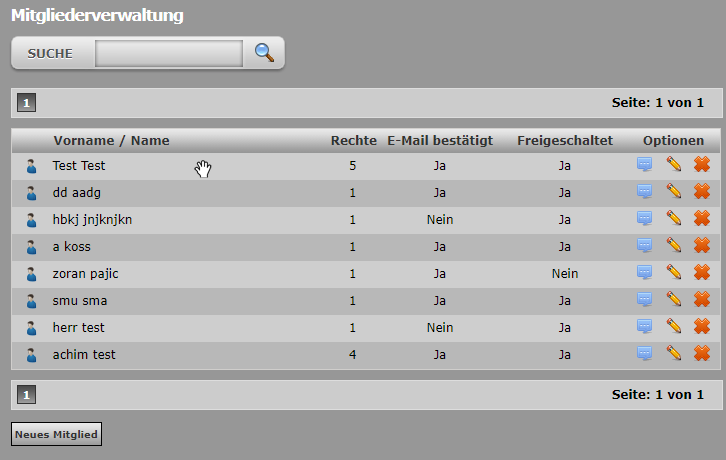 Mitgliederverwaltung
SUCHE
1 Seite: 1 von 1
Vorname / Name Rechte E-Mail bestätigt Freigeschaltet Optionen
Test Test 5 Ja Ja
dd aadg 1 Ja Ja
hbkj jnjknjkn 1 Nein Ja
a koss 1 Ja Ja
zoran pajic 1 Ja Nein
smu sma 1 Ja Ja
herr test 1 Nein Ja
achim test 4 Ja Ja
1 Seite: 1 von 1
Neues Mitglied